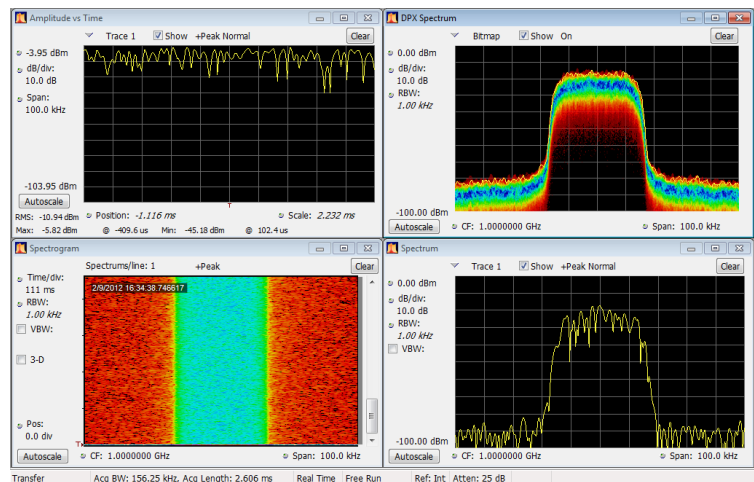 Amplitude vs Time
Trace 1 Show +Peak Normal Clear
-3.95 dBm
dB/div:
10.0 dB
Span:
100.0 kHz
-103.95 dBm
Autoscale
RMS: -10.94 dBm Position: -1.116 ms Scale: 2.232 ms
Max: -5.82 dBm @ -409.6 us Min: -45.18 dBm @ 102.4 us
T
DPX Spectrum
Bitmap Show On Clear
0.00 dBm
dB/div:
10.0 dB
RBW:
1.00 kHz
-100.00 dBm
Autoscale CF: 1.0000000 GHz Span: 100.0 kHz
Spectrogram
Spectrums/line: 1 +Peak Clear
Time/div:
111 ms
RBW:
1.00 kHz
VBW:
3-D
Pos:
0.0 div
2/9/2012 16:34:38.746617
T
Autoscale CF: 1.0000000 GHz Span: 100.0 kHz
Spectrum
Trace 1 Show +Peak Normal Clear
0.00 dBm
dB/div:
10.0 dB
RBW:
1.00 kHz
VBW:
-100.00 dBm
Autoscale CF: 1.0000000 GHz Span: 100.0 kHz
Transfer Acq BW: 156.25 kHz, Acq Length: 2.606 ms Real Time Free Run Ref: Int Atten: 25 dB